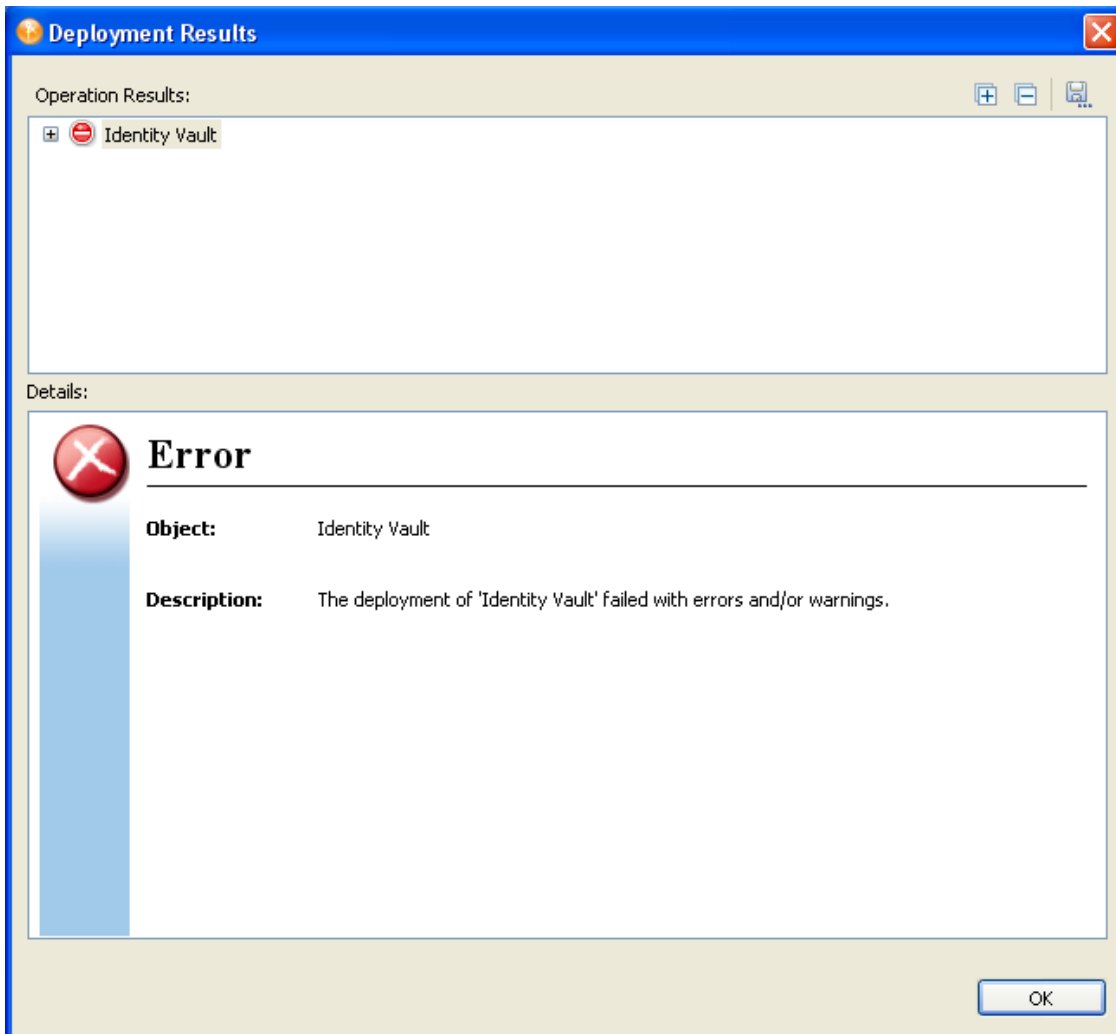 Deployment Results
Operation Results:
Identity Vault
Details:
Error
Object: Identity Vault
Description: The deployment of 'Identity Vault' failed with errors and/or warnings.
OK